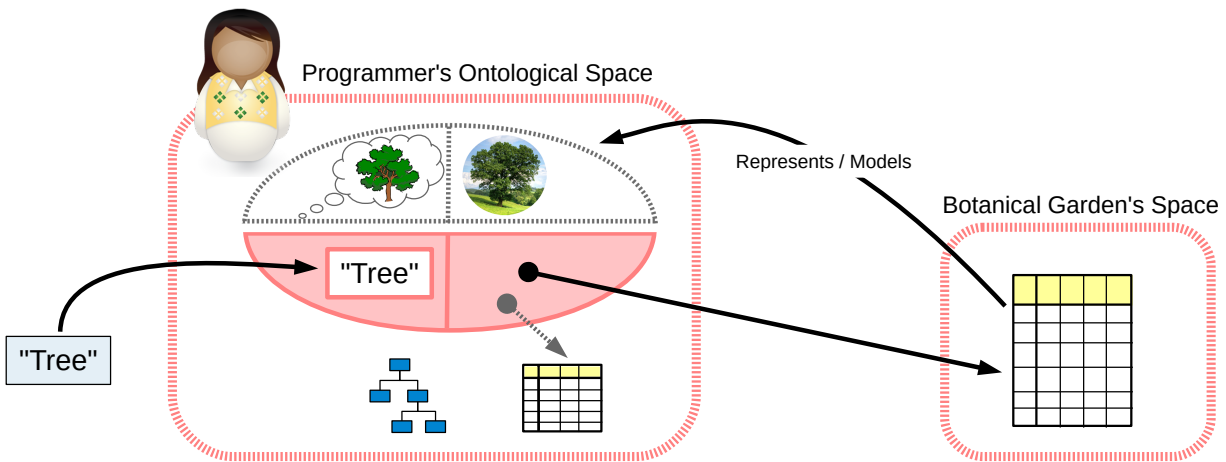 Programmer's Ontological Space
Represents / Models
Botanical Garden's Space
"Tree"
"Tree"